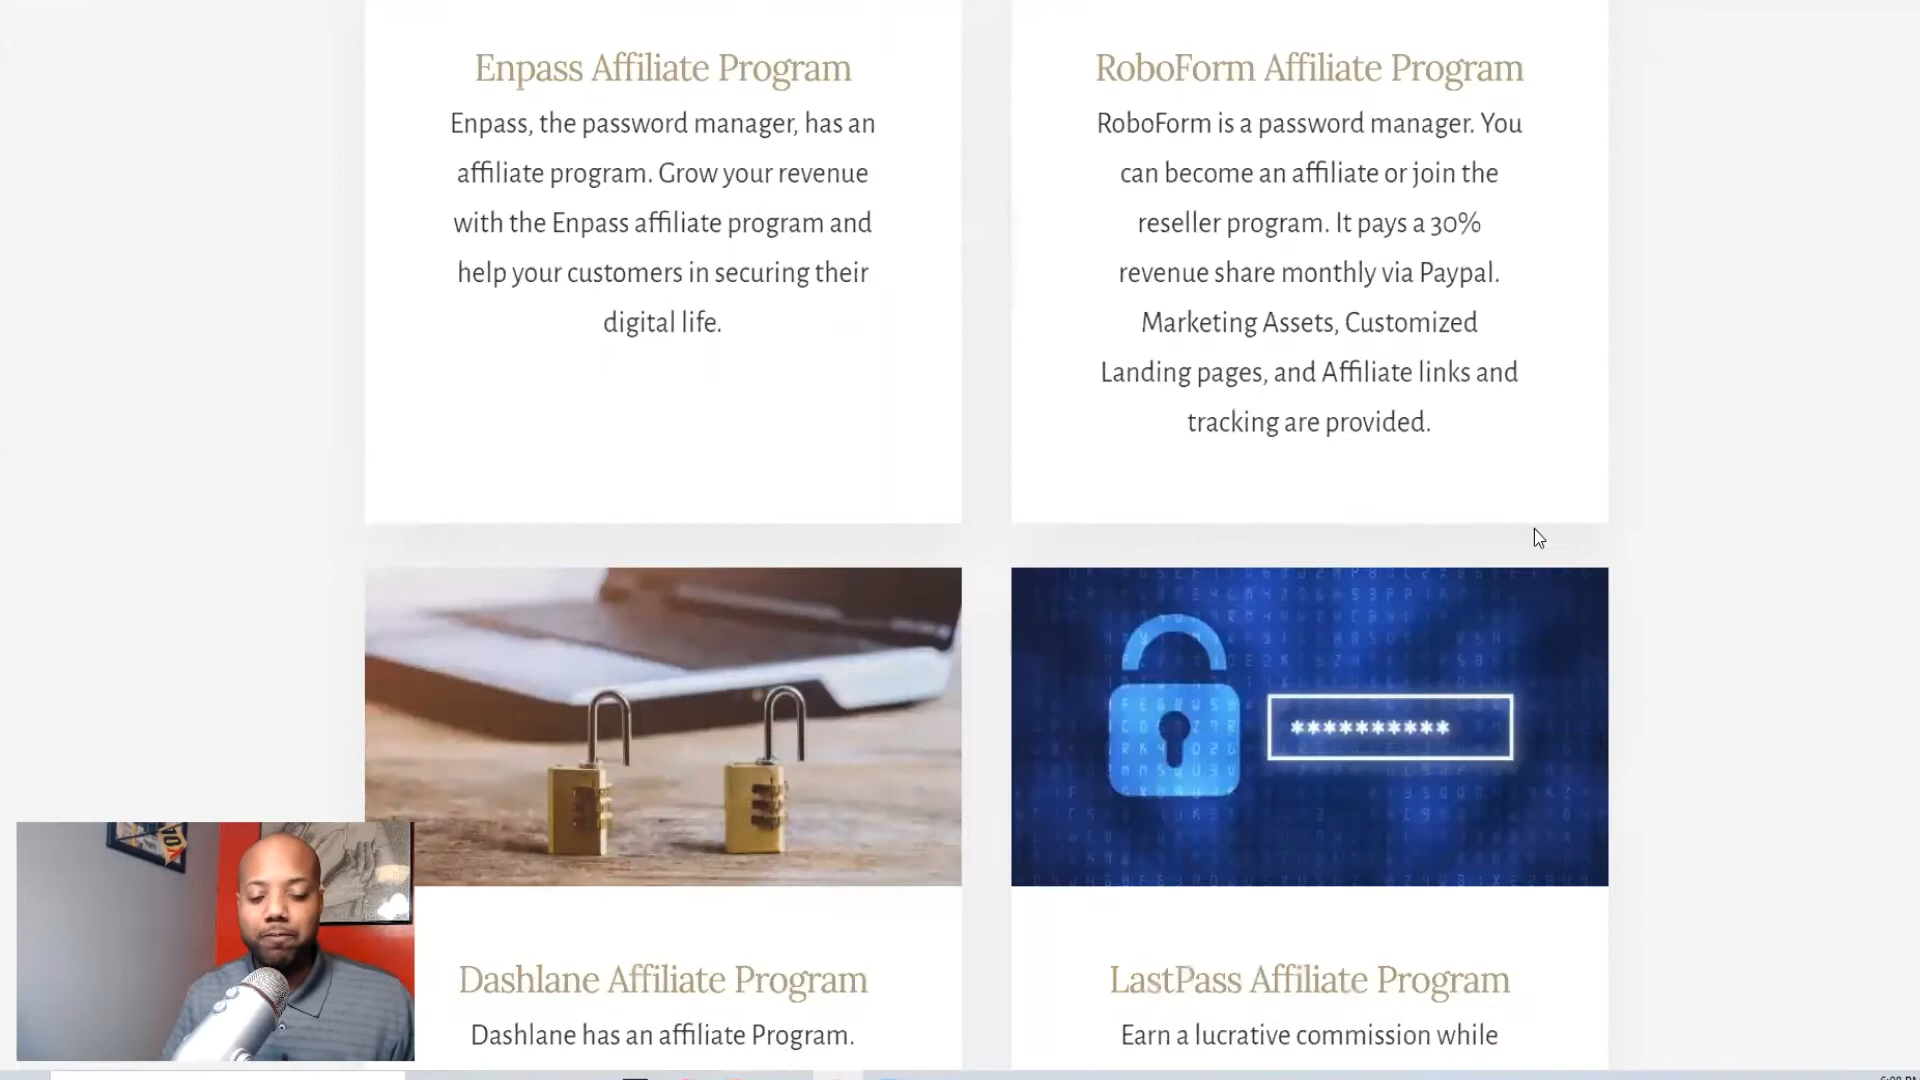 Enpass Affiliate Program
Enpass, the password manager, has an
affiliate program. Grow your revenue
with the Enpass affiliate program and
help your customers in securing their
digital life.
RoboForm Affiliate Program
RoboForm is a password manager. You
can become an affiliate or join the
reseller program. It pays a 30%
revenue share monthly via Paypal.
Marketing Assets, Customized
Landing pages, and Affiliate links and
tracking are provided.
**********
Dashlane Affiliate Program
Dashlane has an affiliate Program.
LastPass Affiliate Program
Earn a lucrative commission while